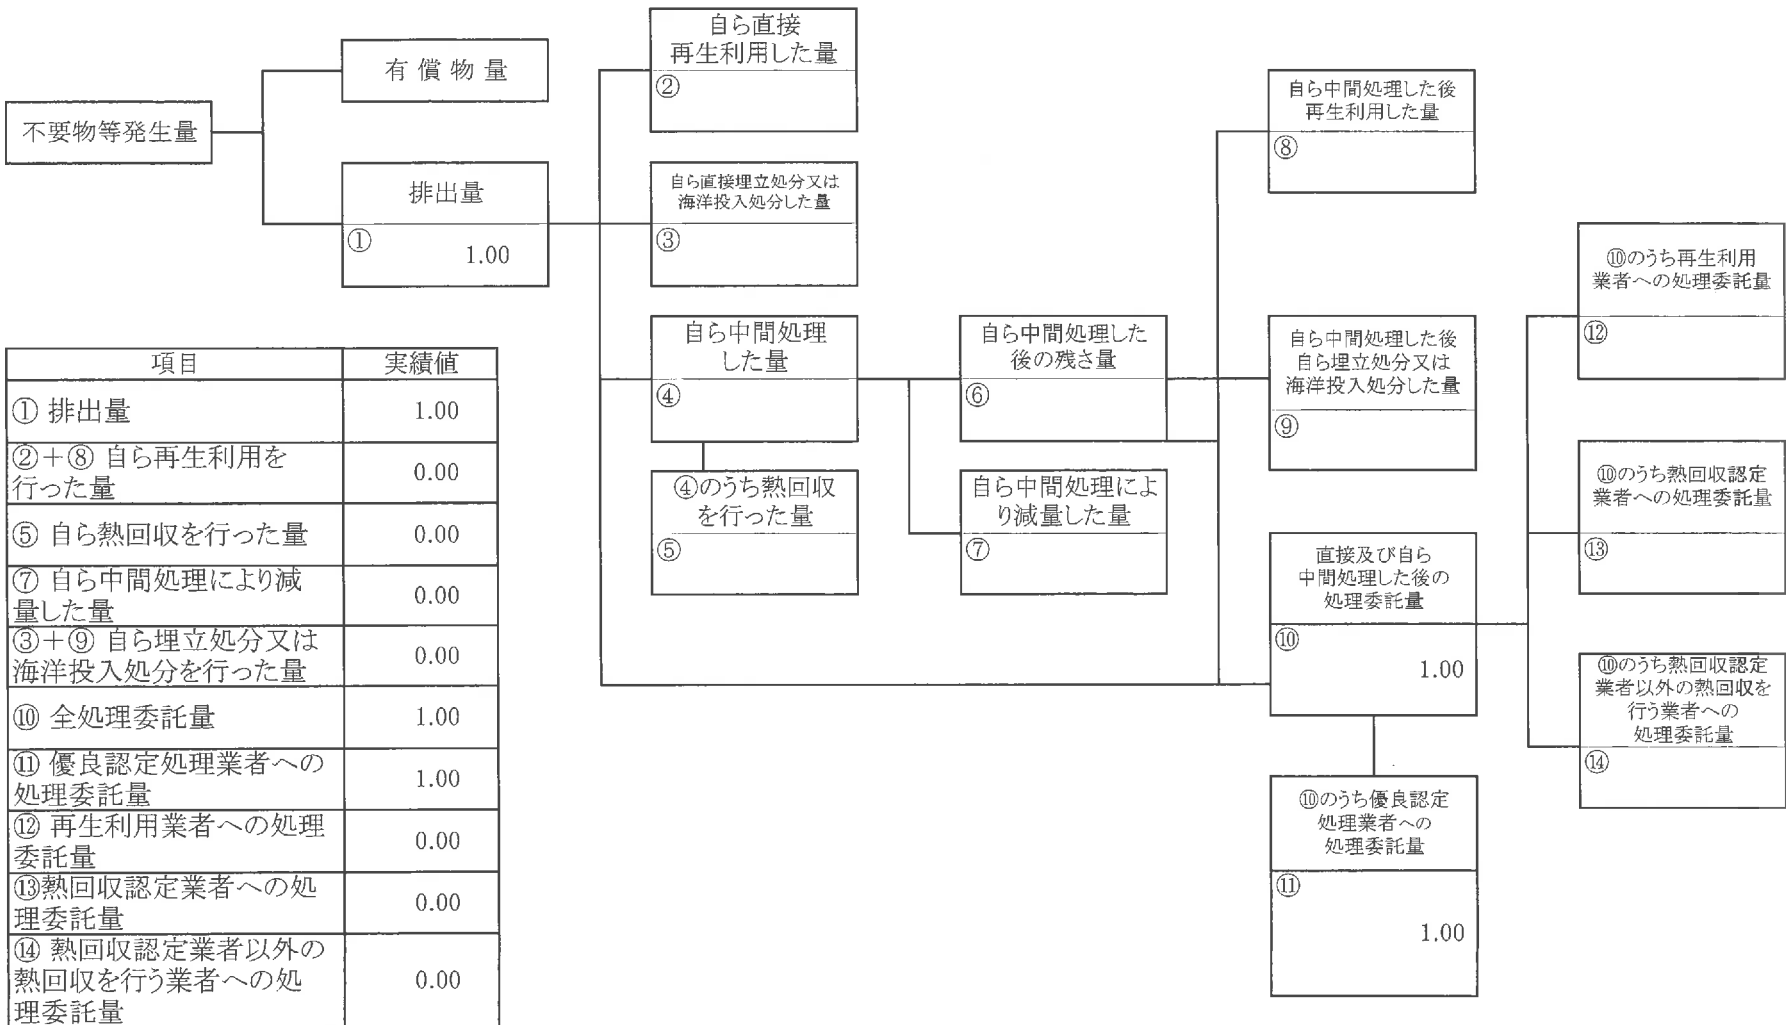 不要物等発生量
有償物量
排出量
①
1.00
自ら直接
再生利用した量
②
自ら直接埋立処分又は
海洋投入処分した量
③
自ら中間処理
した量
④
④のうち熱回収
を行った量
⑤
自ら中間処理した
後の残さ量
⑥
自ら中間処理によ
り減量した量
⑦
自ら中間処理した後
再生利用した量
⑧
自ら中間処理した後
自ら埋立処分又は
海洋投入処分した量
⑨
直接及び自ら
中間処理した後の
処理委託量
⑩
1.00
⑩のうち優良認定
処理業者への
処理委託量
⑪
1.00
⑩のうち再生利用
業者への処理委託量
⑫
⑩のうち熱回収認定
業者への処理委託量
⑬
⑩のうち熱回収認定
業者以外の熱回収を
行う業者への
処理委託量
⑭
項目 実績値
① 排出量 1.00
②+⑧ 自ら再生利用を
行った量 0.00
⑤ 自ら熱回収を行った量 0.00
⑦ 自ら中間処理により減
量した量 0.00
③+⑨ 自ら埋立処分又は
海洋投入処分を行った量 0.00
⑩ 全処理委託量 1.00
⑪ 優良認定処理業者への
処理委託量 1.00
⑫ 再生利用業者への処理
委託量 0.00
⑬熱回収認定業者への処
理委託量 0.00
⑭ 熱回収認定業者以外の
熱回収を行う業者への処
理委託量 0.00